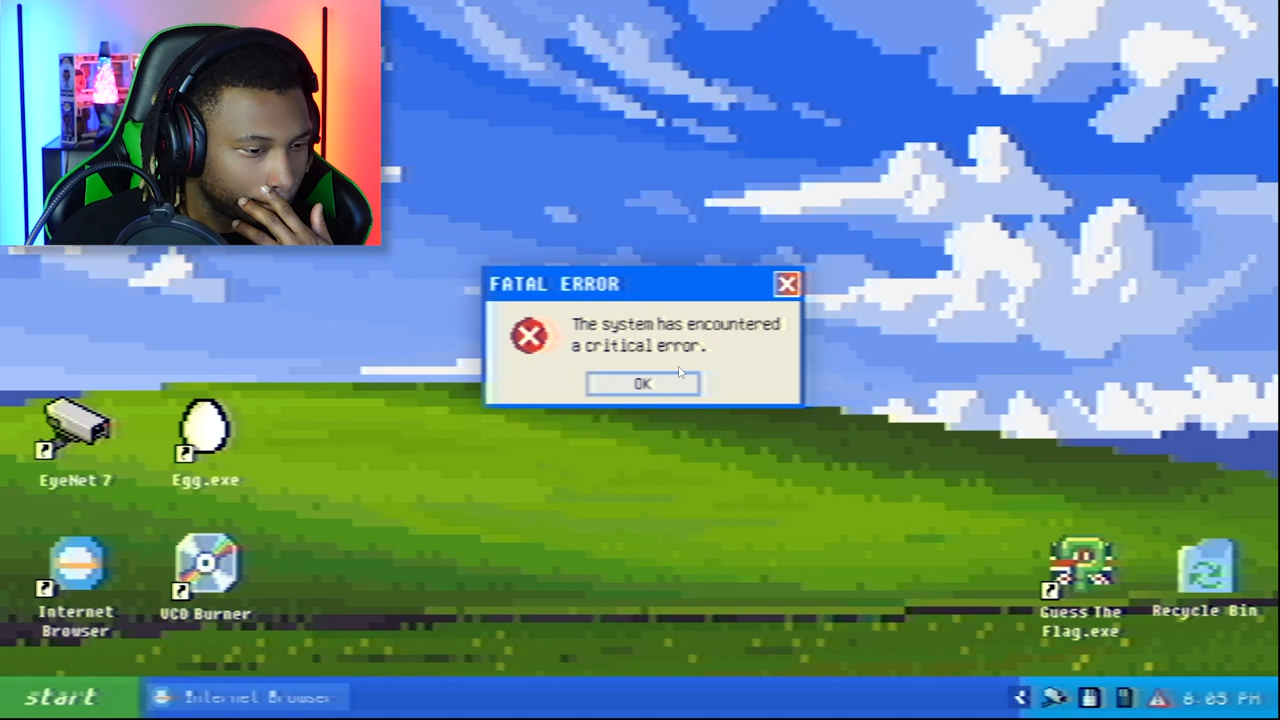 FATAL ERROR
The system has encountered
a critical error.
OK
EyeNet 7
Egg.exe
Internet
Browser
VCD Burner
Guess The
Flag.exe
Recycle Bin
start
Internet Browser
8:05 PM